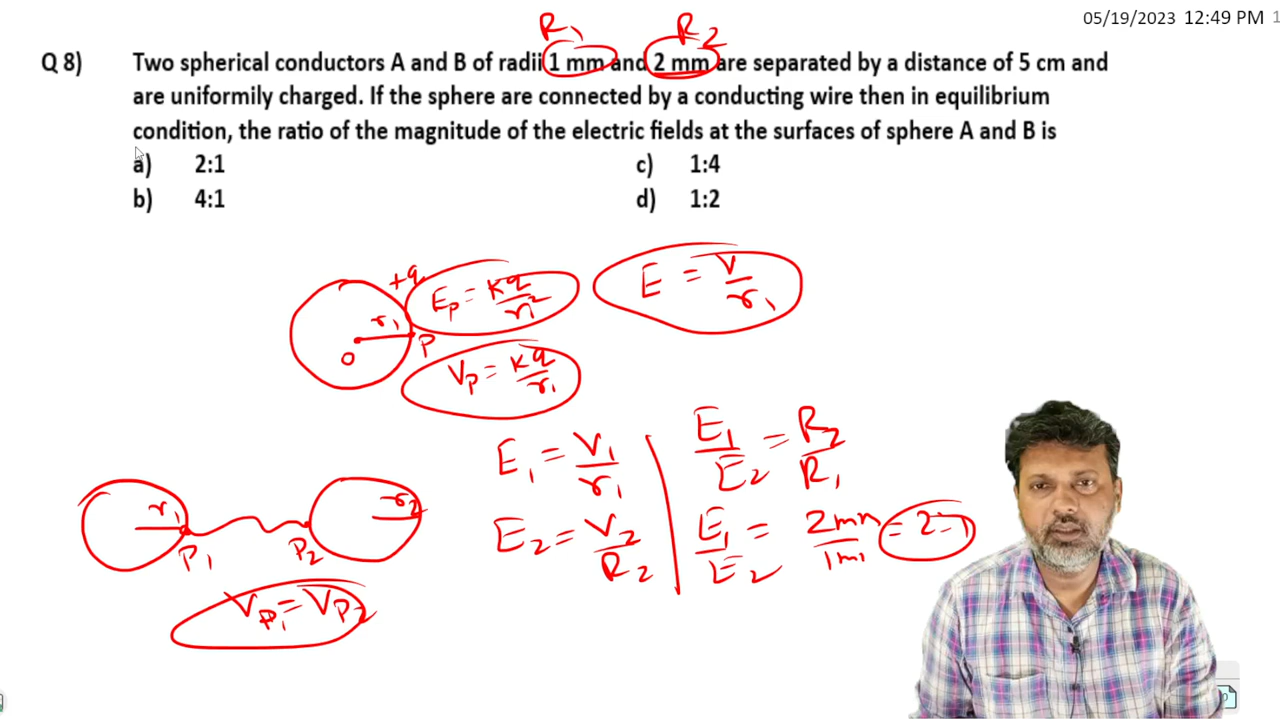 05/19/2023 12:49 PM 1
R1 R2
Q 8) Two spherical conductors A and B of radii 1 mm and 2 mm are separated by a distance of 5 cm and
are uniformily charged. If the sphere are connected by a conducting wire then in equilibrium
condition, the ratio of the magnitude of the electric fields at the surfaces of sphere A and B is
a) 2:1 c) 1:4
b) 4:1 d) 1:2
+q
r1
O
P
Ep = Kq/r1²
E = V/r1
Vp = Kq/r1
r1 r2
P1 P2
VP1 = VP2
E1 = V1/r1
E2 = V2/R2
E1/E2 = R2/R1
E1/E2 = 2mm/1m = 2:1